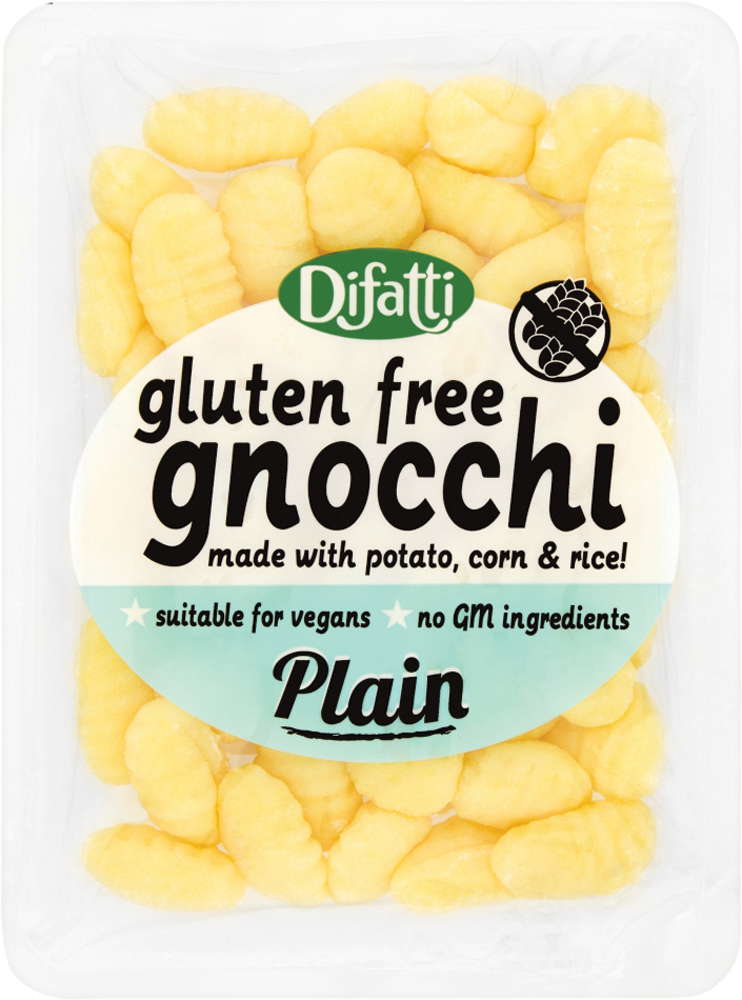 Difatti
gluten free
gnocchi
made with potato, corn & rice!
suitable for vegans no GM ingredients
Plain